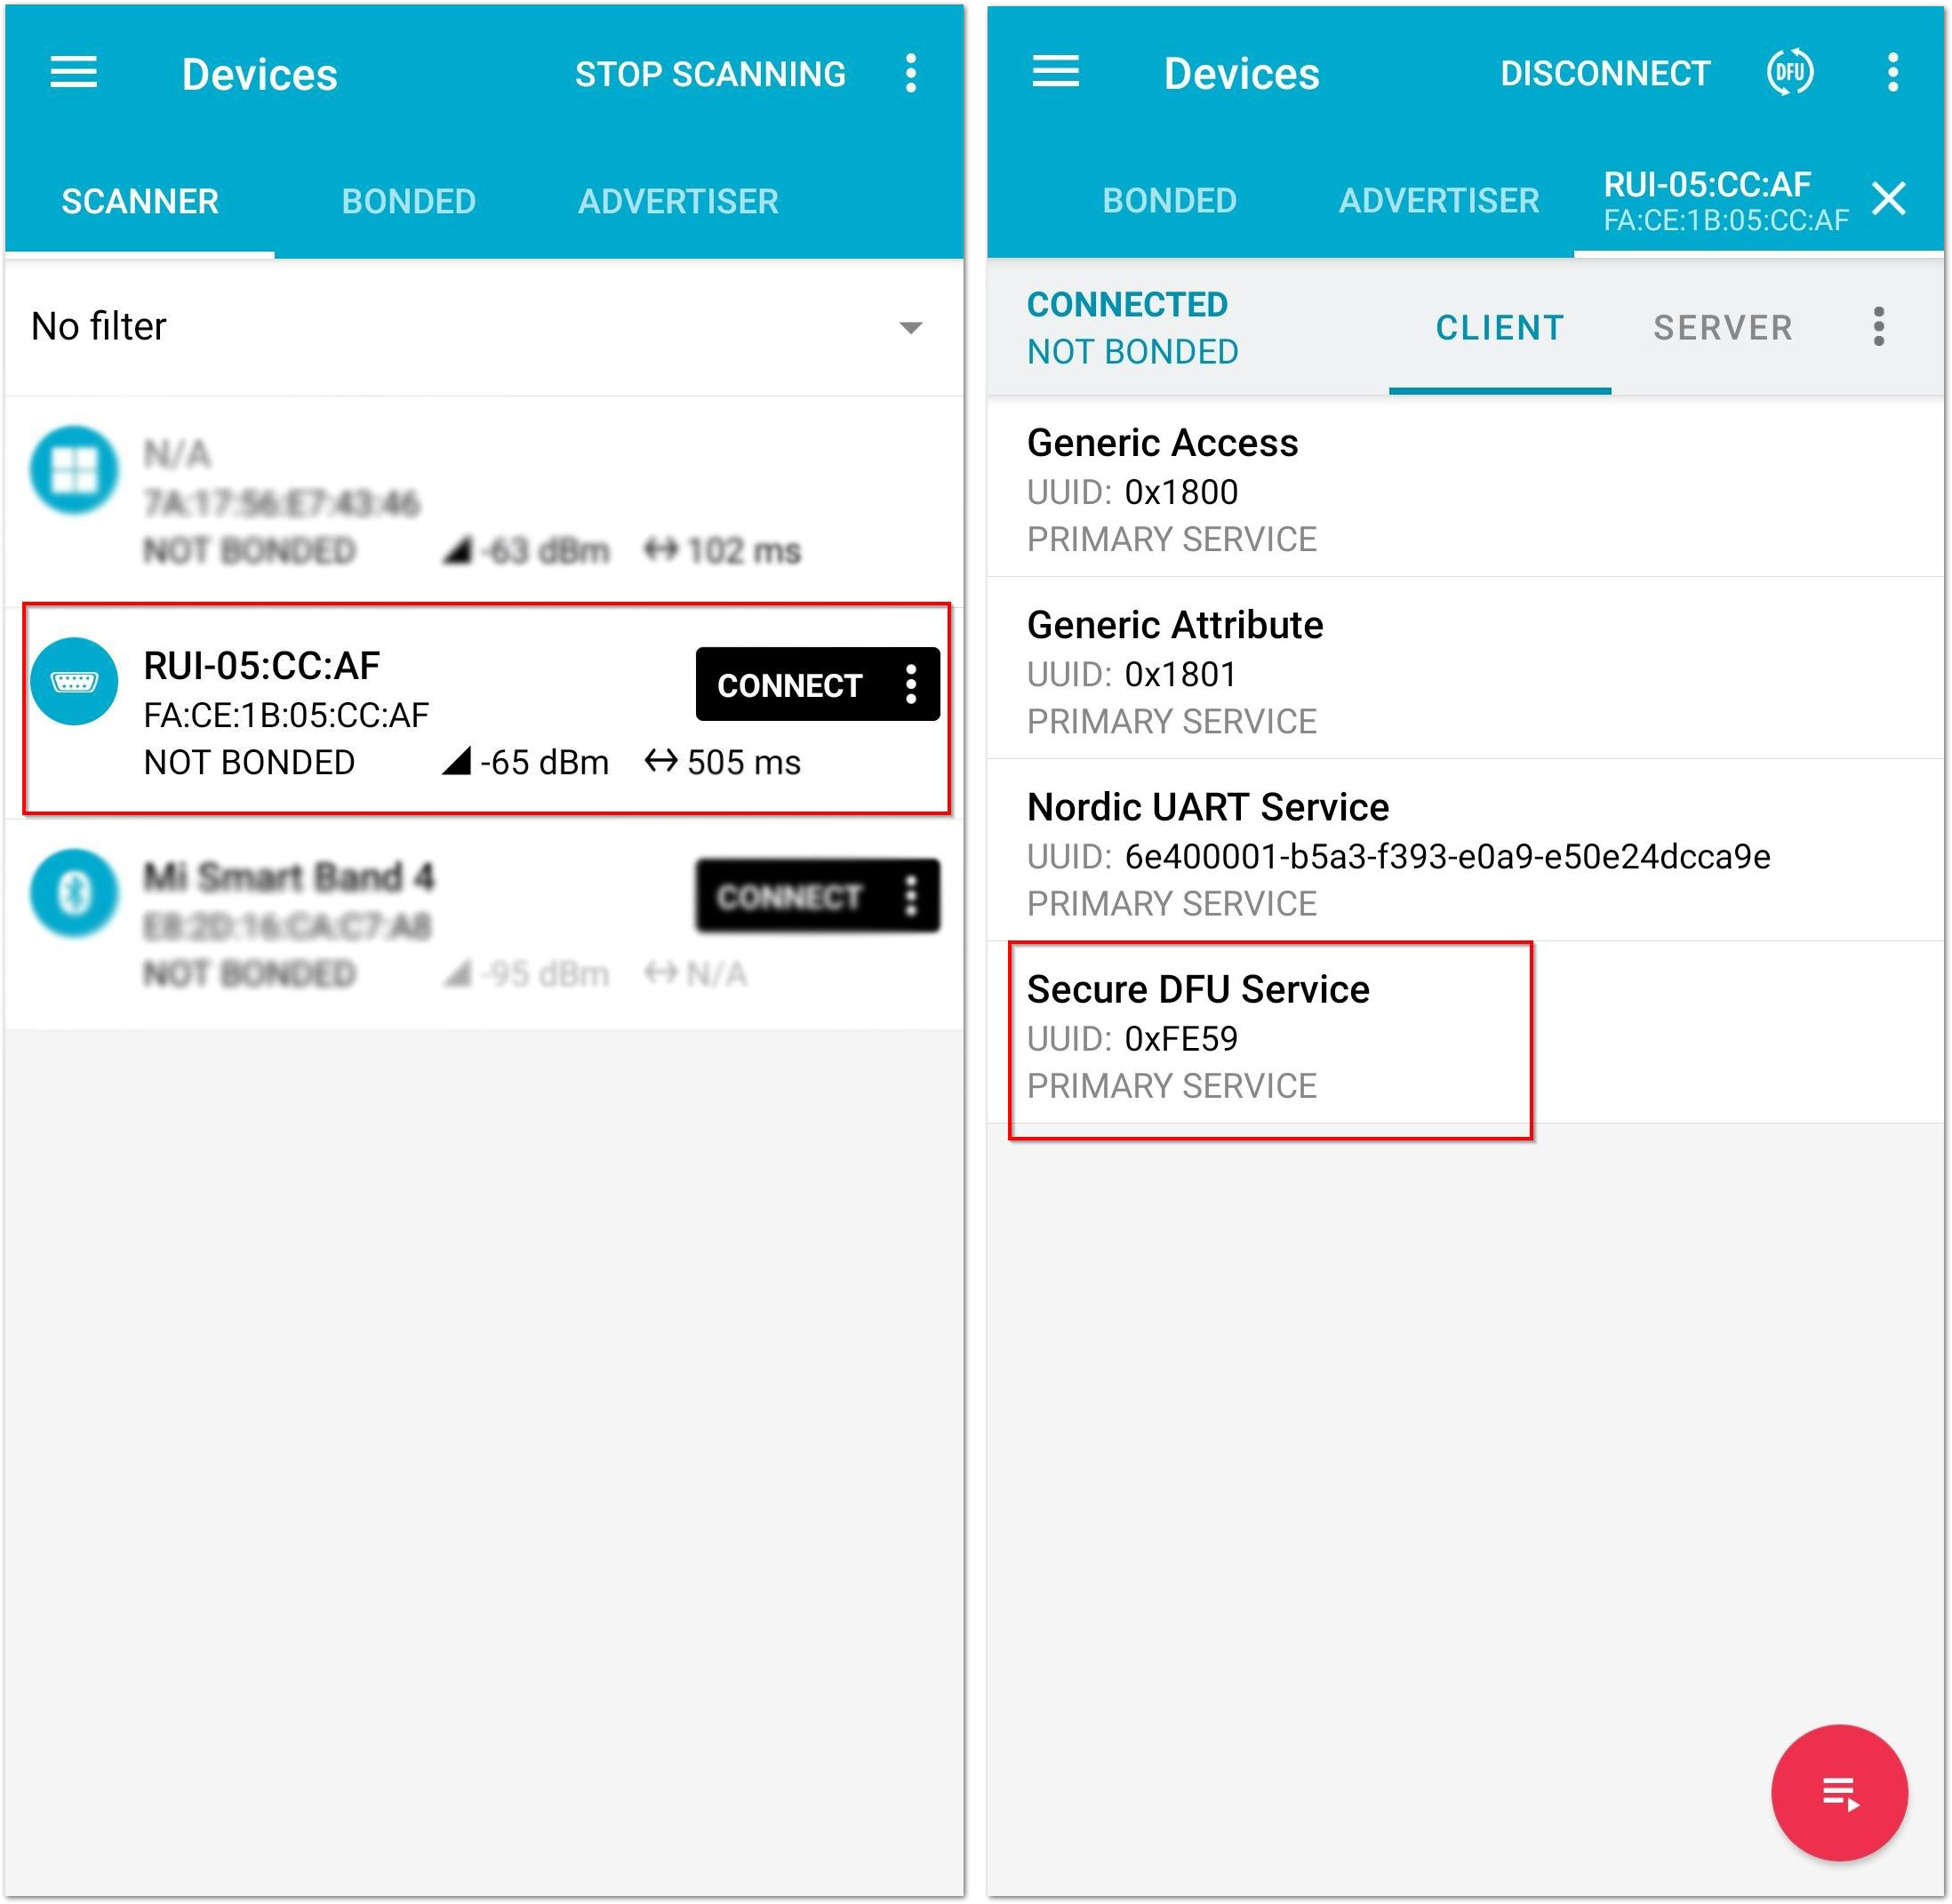 Devices
STOP SCANNING
SCANNER
BONDED
ADVERTISER
No filter
N/A
7A:17:56:E7:43:46
NOT BONDED
-63 dBm
102 ms
RUI-05:CC:AF
CONNECT
FA:CE:1B:05:CC:AF
NOT BONDED
-65 dBm
505 ms
Mi Smart Band 4
CONNECT
E8:2D:16:CA:C7:A8
NOT BONDED
-95 dBm
N/A
Devices
DISCONNECT
DFU
BONDED
ADVERTISER
RUI-05:CC:AF
FA:CE:1B:05:CC:AF
CONNECTED
NOT BONDED
CLIENT
SERVER
Generic Access
UUID: 0x1800
PRIMARY SERVICE
Generic Attribute
UUID: 0x1801
PRIMARY SERVICE
Nordic UART Service
UUID: 6e400001-b5a3-f393-e0a9-e50e24dcca9e
PRIMARY SERVICE
Secure DFU Service
UUID: 0xFE59
PRIMARY SERVICE